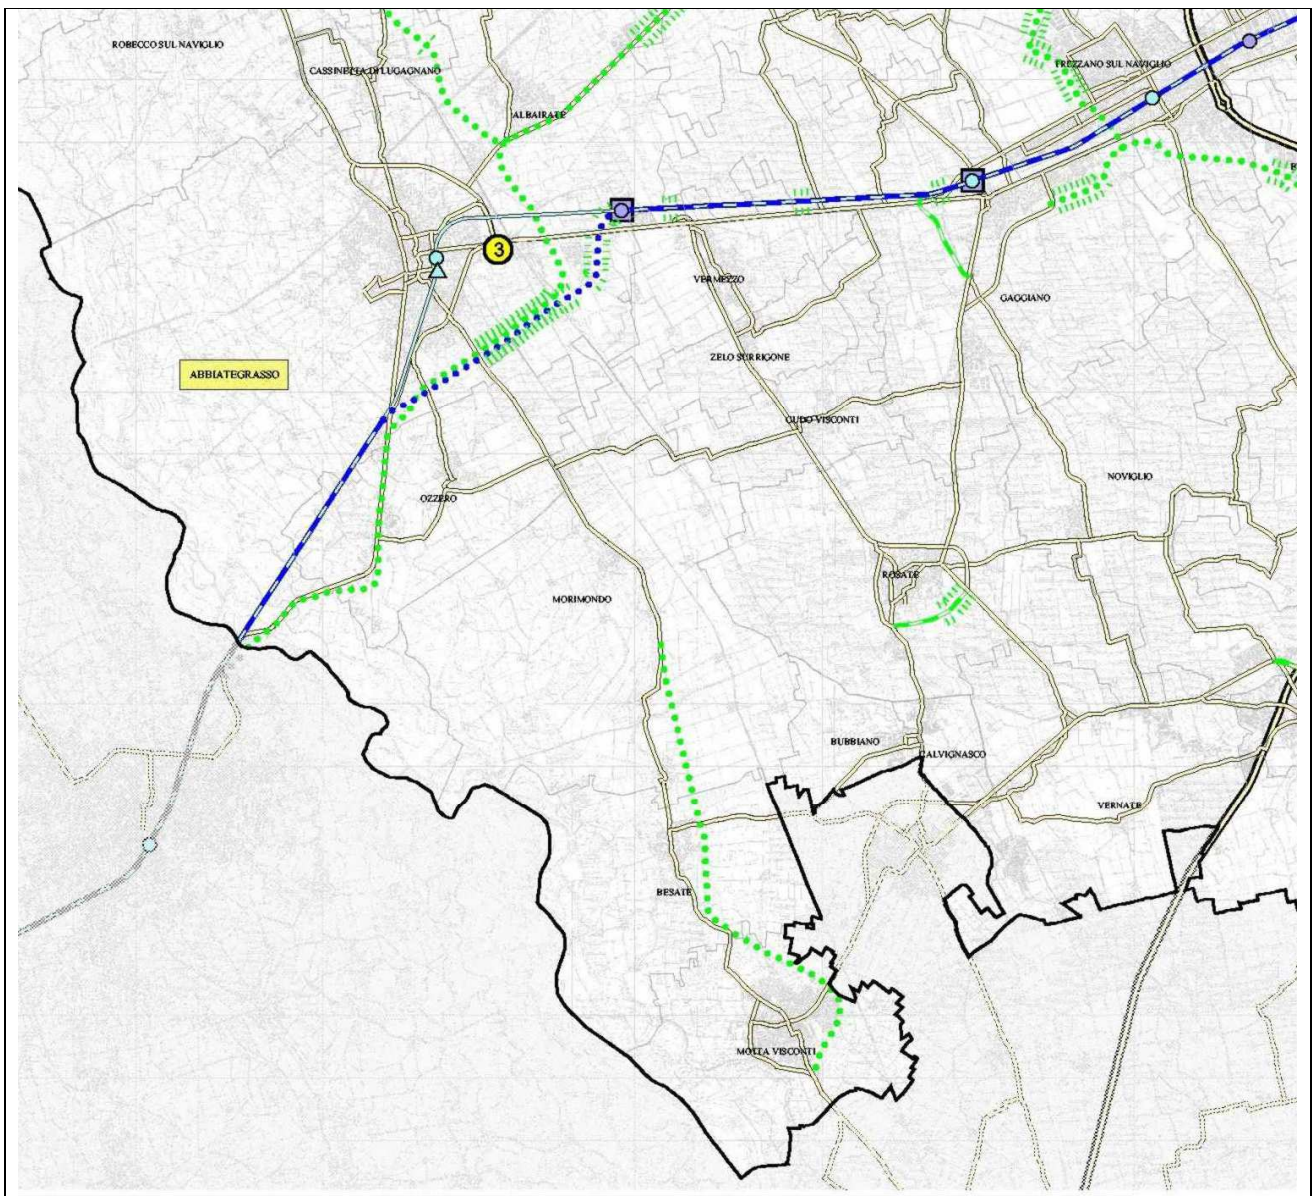 ROBECCO SUL NAVIGLIO
CASSINETTA DI LUGAGNANO
TREZZANO SUL NAVIGLIO
ALBAIRATE
3
VERMEZZO
GAGGIANO
ZELO SURRIGONE
ABBIATEGRASSO
GUDO VISCONTI
NOVIGLIO
OZZERO
ROSATE
MORIMONDO
BUBBIANO
CALVIGNASCO
VERNATE
BESATE
MOTTA VISCONTI